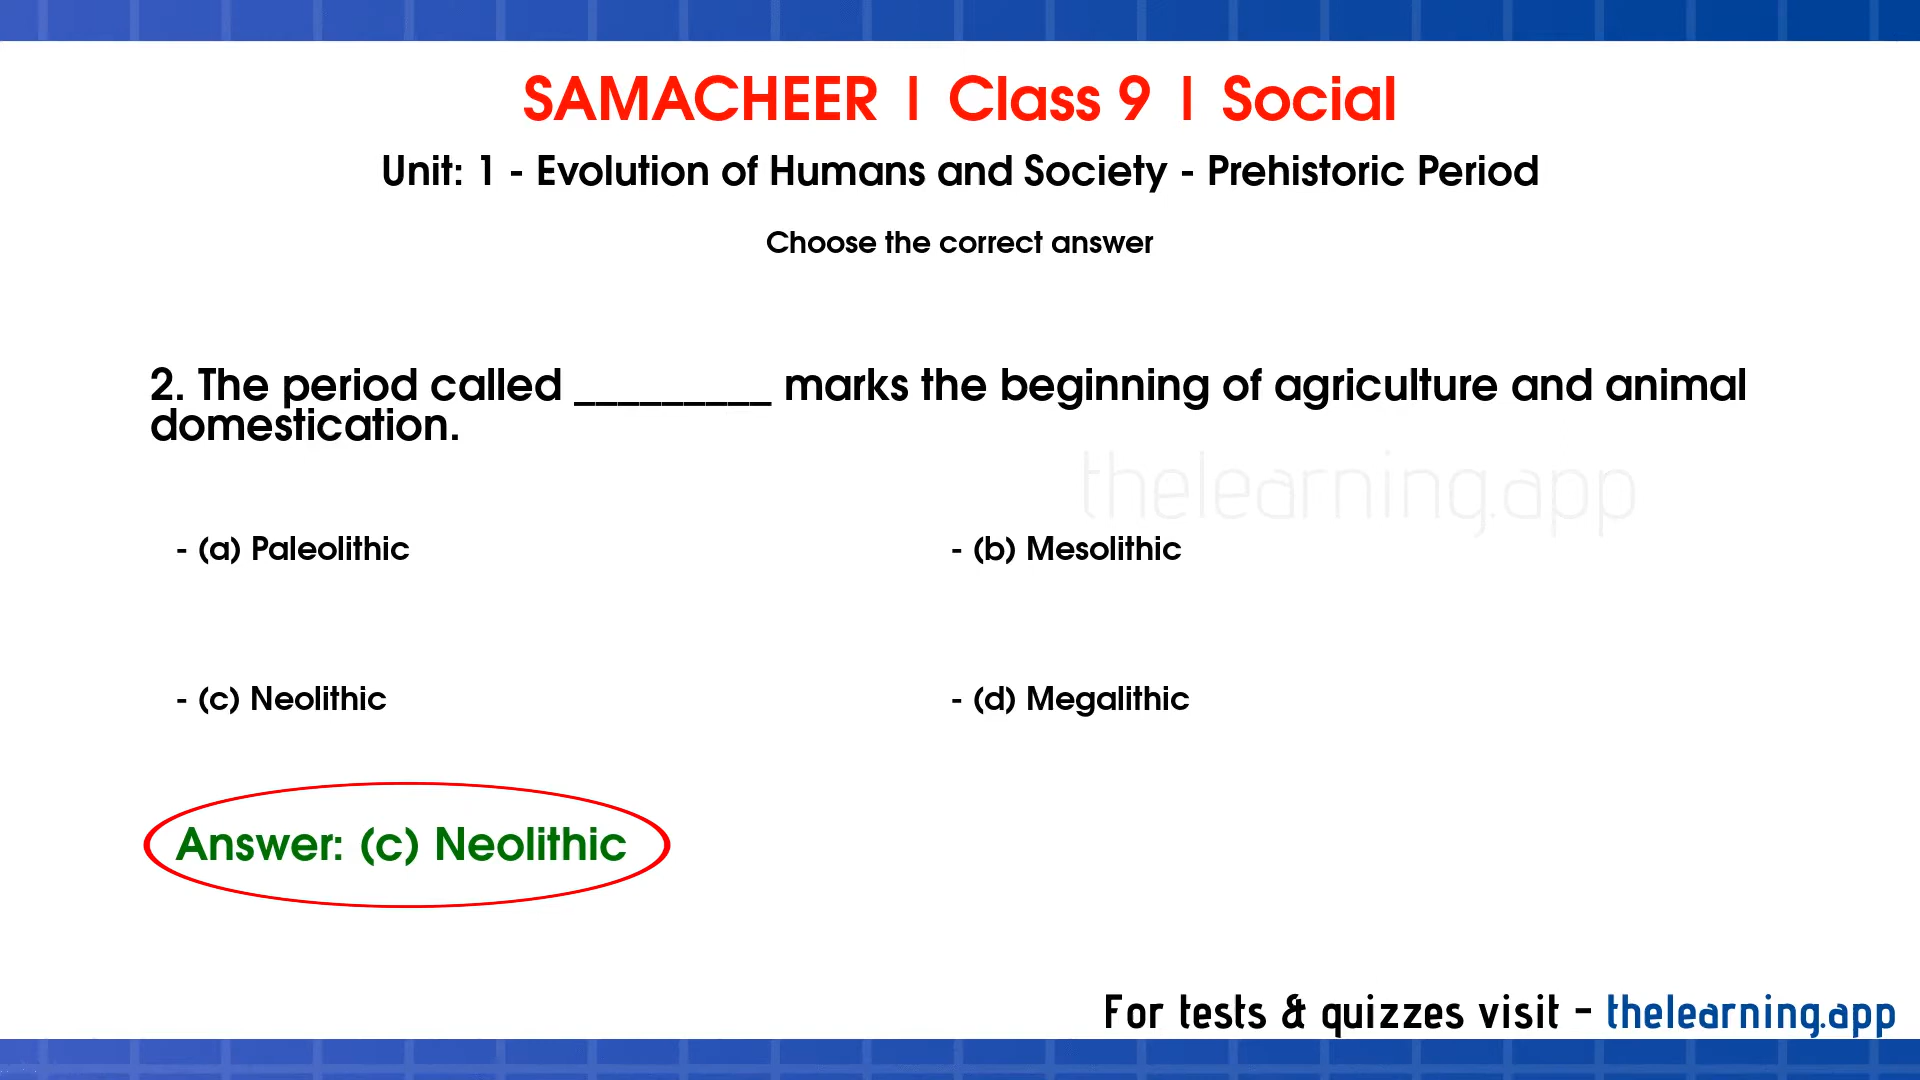 SAMACHEER | Class 9 | Social
Unit: 1 - Evolution of Humans and Society - Prehistoric Period
Choose the correct answer
2. The period called _________ marks the beginning of agriculture and animal
domestication.
thelearning.app
- (a) Paleolithic
- (b) Mesolithic
- (c) Neolithic
- (d) Megalithic
Answer: (c) Neolithic
For tests & quizzes visit - thelearning.app